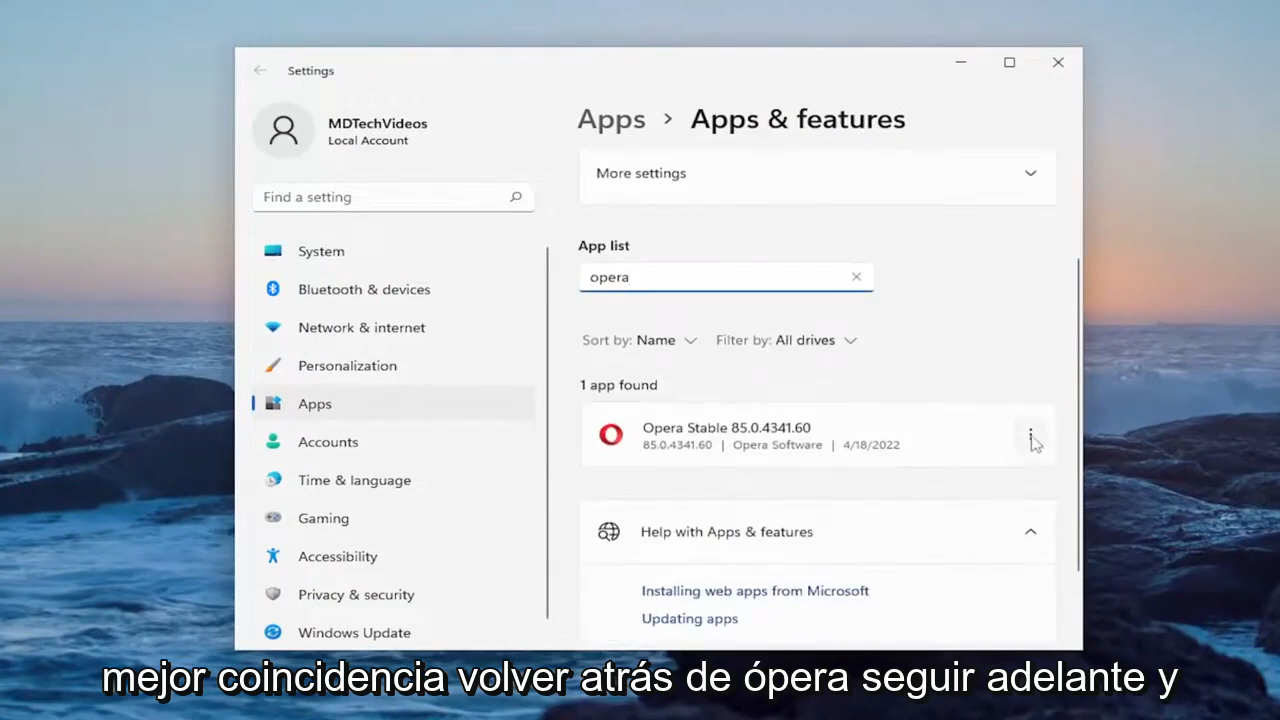 Settings
MDTechVideos
Local Account
Find a setting
System
Bluetooth & devices
Network & internet
Personalization
Apps
Accounts
Time & language
Gaming
Accessibility
Privacy & security
Windows Update
Apps > Apps & features
More settings
App list
opera
Sort by: Name Filter by: All drives
1 app found
Opera Stable 85.0.4341.60
85.0.4341.60 | Opera Software | 4/18/2022
Help with Apps & features
Installing web apps from Microsoft
Updating apps
mejor coincidencia volver atrás de ópera seguir adelante y